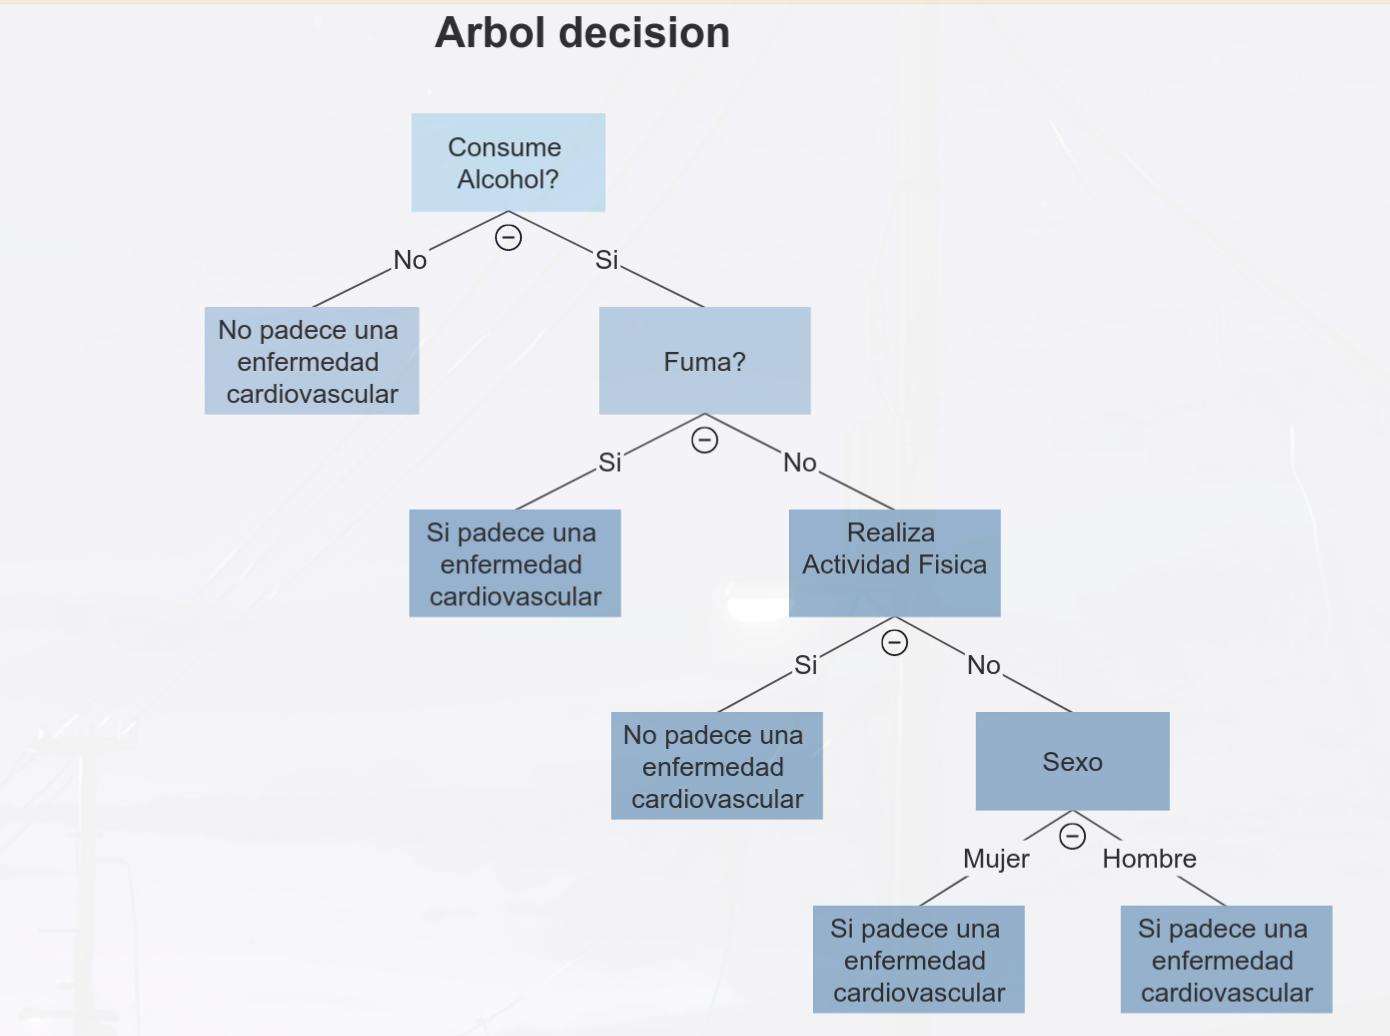 Arbol decision
Consume
Alcohol?
No
Si
No padece una
enfermedad
cardiovascular
Fuma?
Si
No
Si padece una
enfermedad
cardiovascular
Realiza
Actividad Fisica
Si
No
No padece una
enfermedad
cardiovascular
Sexo
Mujer
Hombre
Si padece una
enfermedad
cardiovascular
Si padece una
enfermedad
cardiovascular